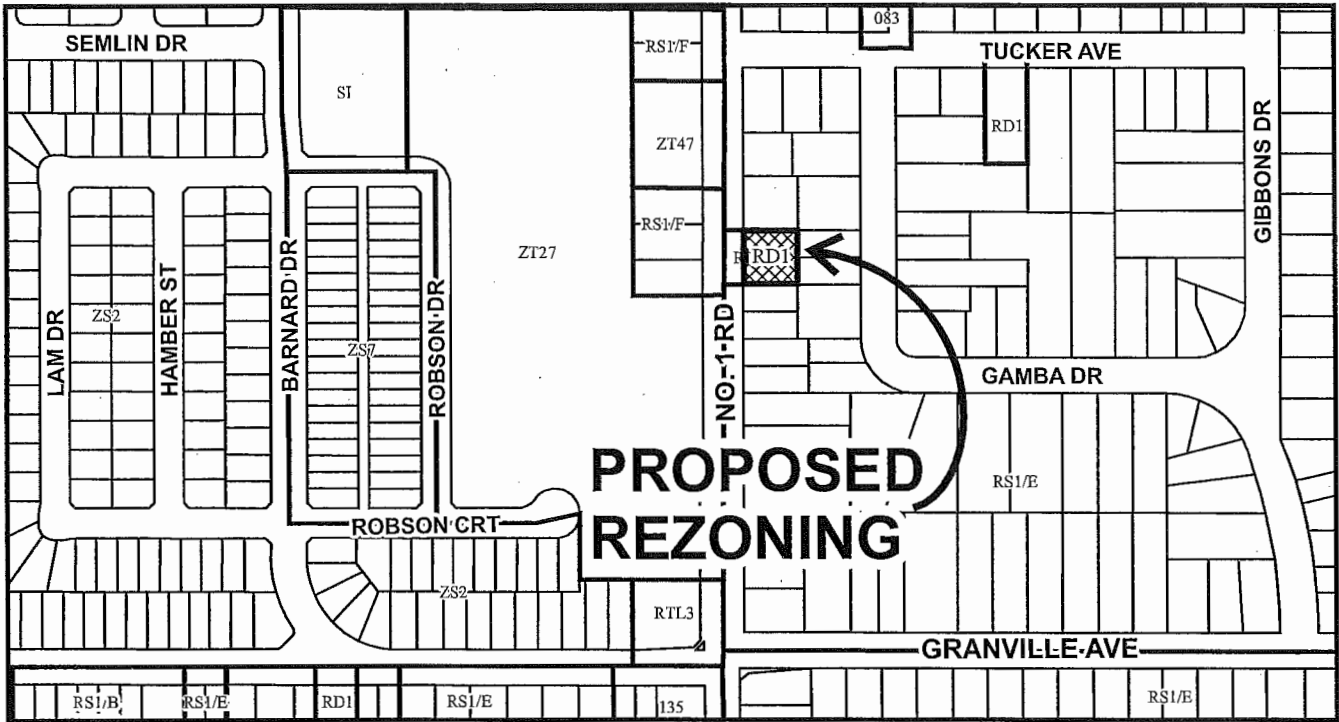 SEMLIN DR
SI
RS1/F
083
TUCKER AVE
ZT47
RD1
GIBBONS DR
RS1/F
LAM DR
ZS2
HAMBER ST
BARNARD DR
ZS7
ROBSON DR
ZT27
RD1
NO. 1 RD
GAMBA DR
PROPOSED
REZONING
RS1/E
ROBSON CRT
ZS2
RTL3
GRANVILLE AVE
RS1/B
RS1/E
RD1
RS1/E
135
RS1/E